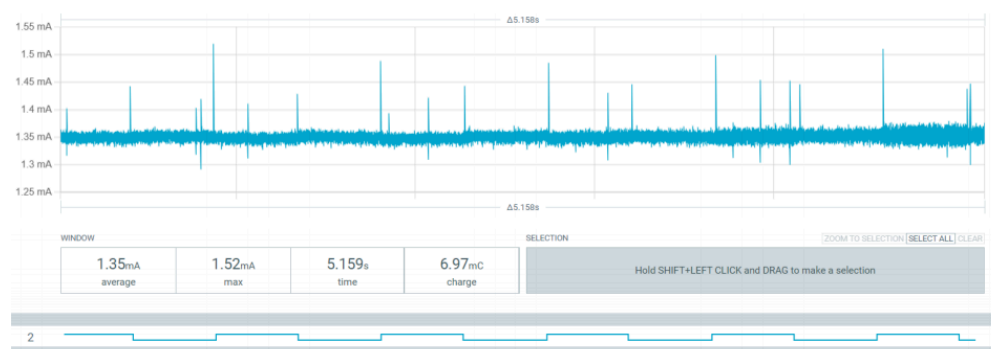 Δ5.158s
1.55 mA
1.5 mA
1.45 mA
1.4 mA
1.35 mA
1.3 mA
1.25 mA
Δ5.158s
WINDOW
SELECTION
ZOOM TO SELECTION SELECT ALL CLEAR
1.35mA
average
1.52mA
max
5.159s
time
6.97mC
charge
Hold SHIFT+LEFT CLICK and DRAG to make a selection
2